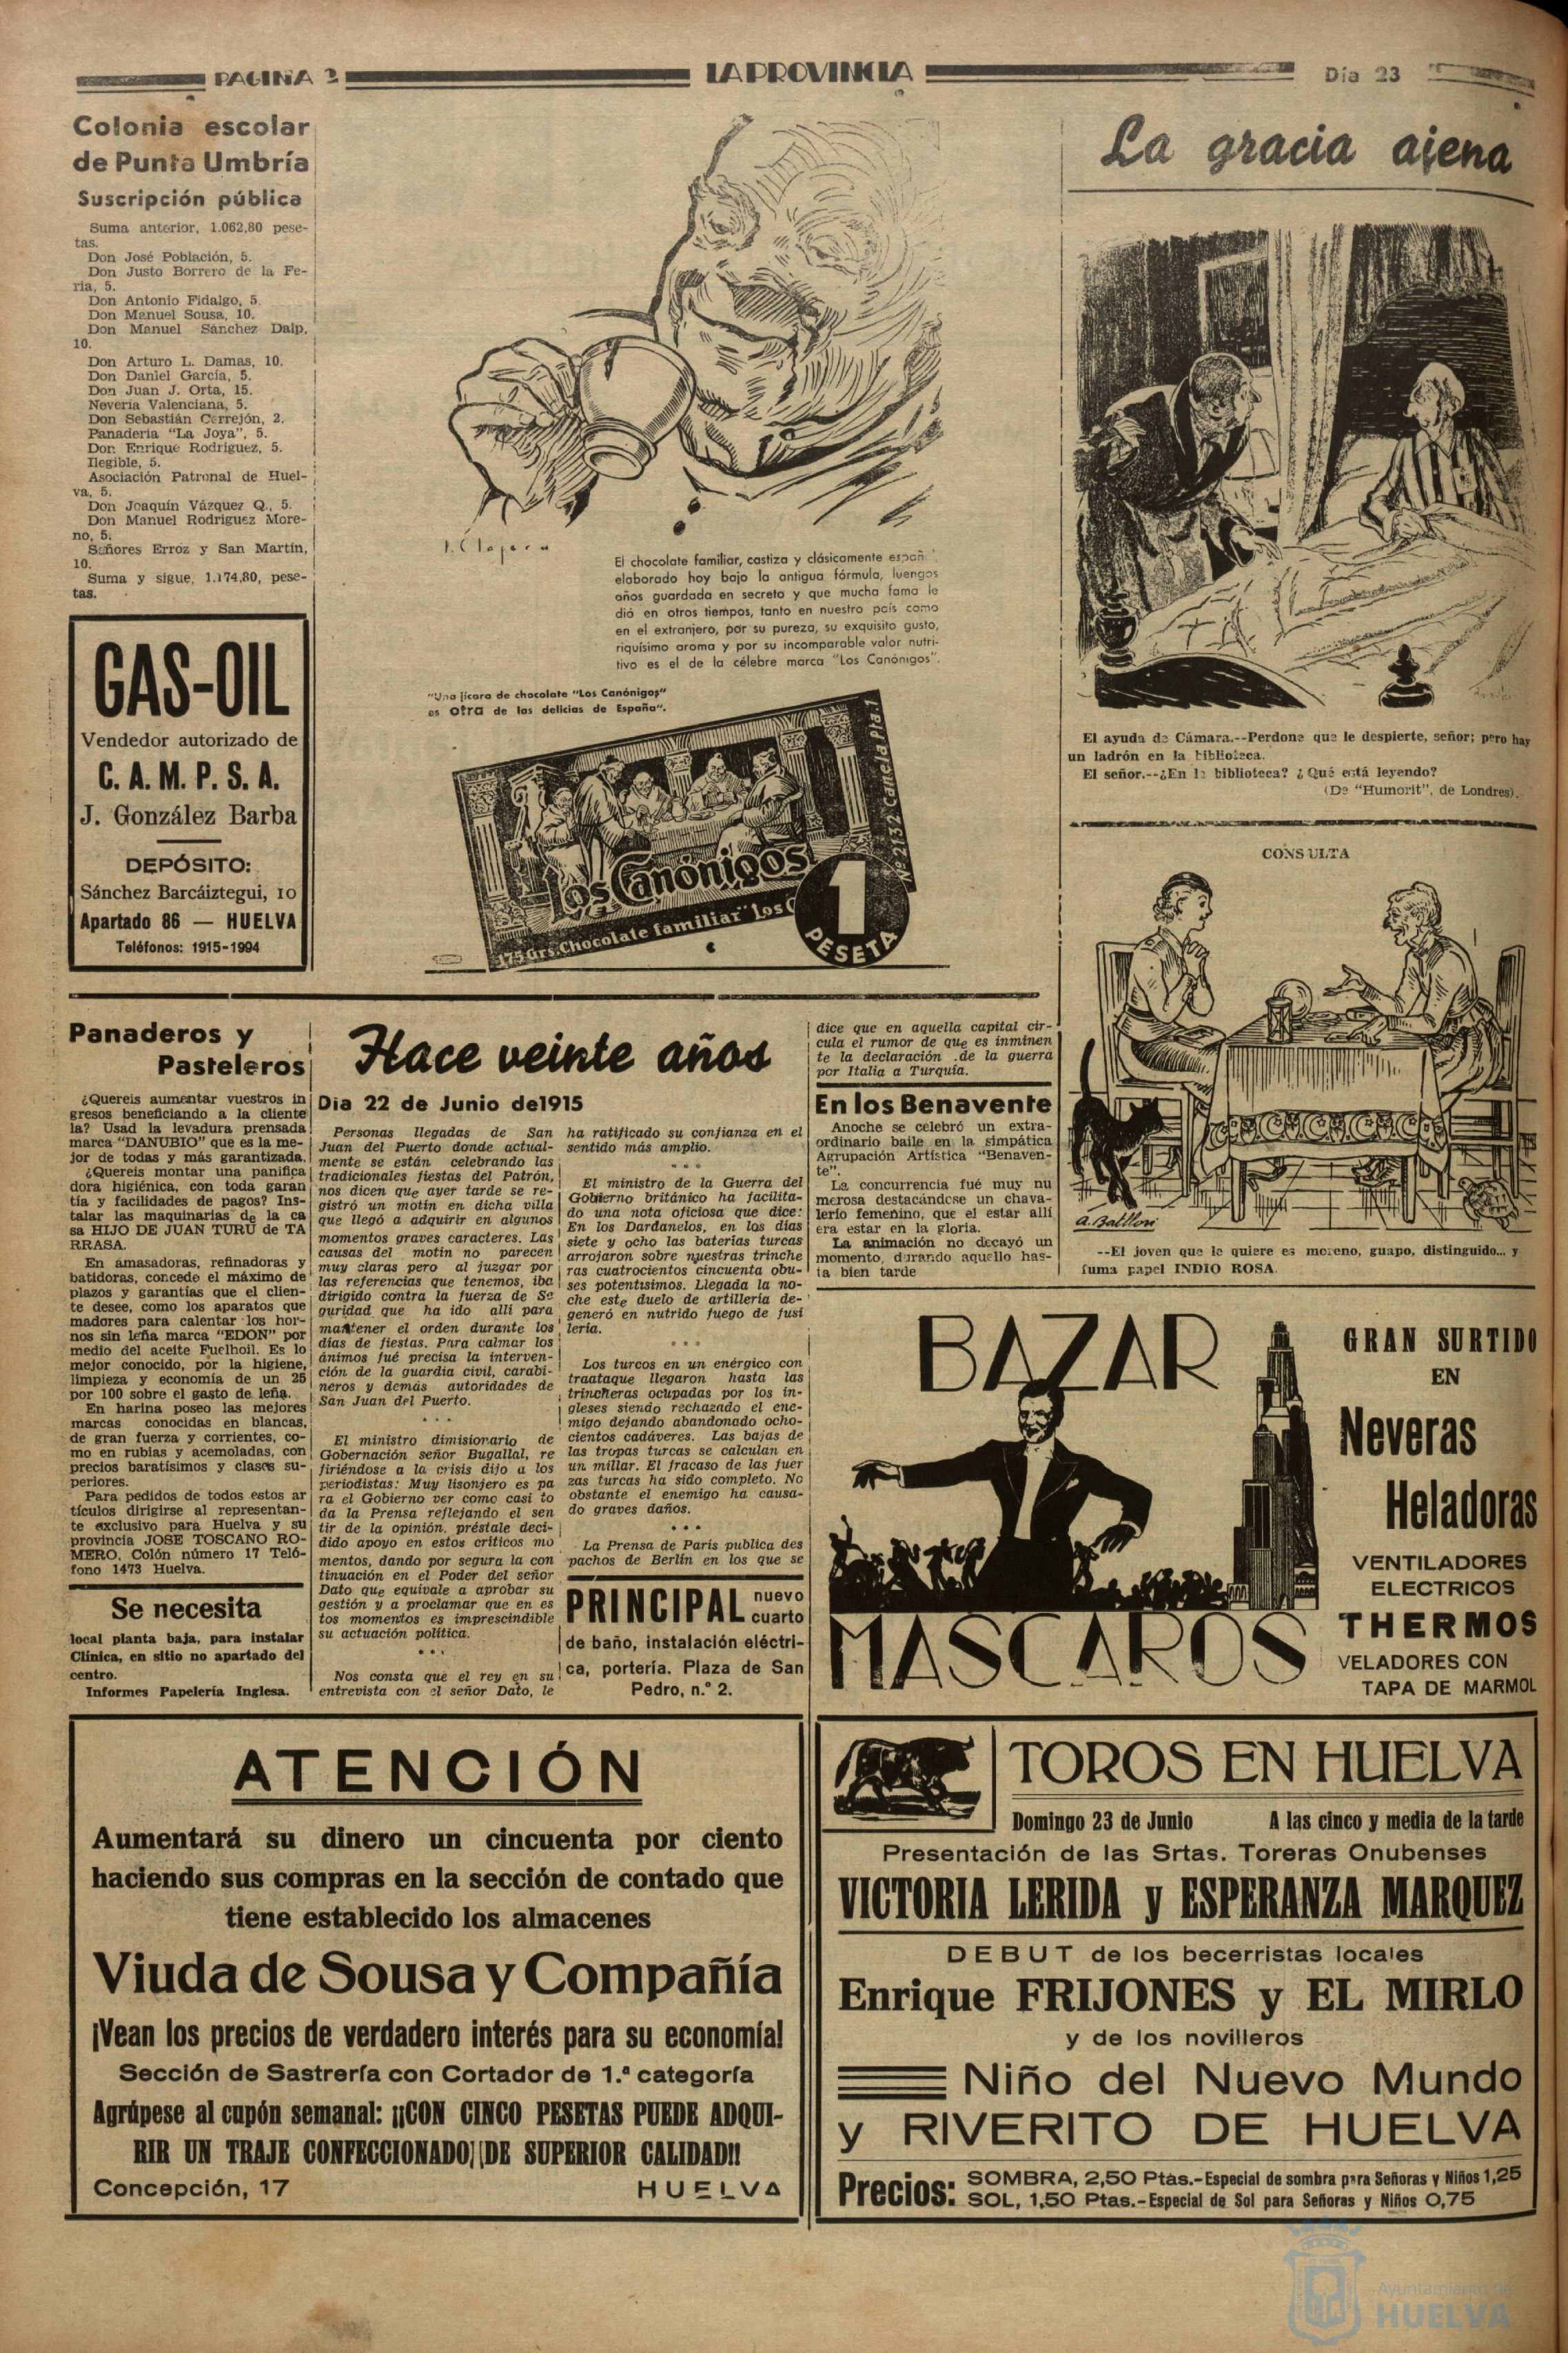 PAGINA 2
LA PROVINCIA
Día 23
Colonia escolar
de Punta Umbría
Suscripción pública
Suma anterior, 1.062,80 pese-
tas.
Don José Población, 5.
Don Justo Borrero de la Fe-
ria, 5.
Don Antonio Fidalgo, 5.
Don Manuel Sousa, 10.
Don Manuel Sánchez Dalp,
10.
Don Arturo L. Damas, 10.
Don Daniel García, 5.
Don Juan J. Orta, 15.
Nevería Valenciana, 5.
Don Sebastián Cerrejón, 2.
Panadería "La Joya", 5.
Don Enrique Rodríguez, 5.
Ilegible, 5.
Asociación Patronal de Huel-
va, 5.
Don Joaquín Vázquez Q., 5.
Don Manuel Rodríguez More-
no, 5.
Señores Erroz y San Martín,
10.
Suma y sigue, 1.174,80, pese-
tas.
GAS-OIL
Vendedor autorizado de
C. A. M. P. S. A.
J. González Barba
DEPÓSITO:
Sánchez Barcáiztegui, 10
Apartado 86 — HUELVA
Teléfonos: 1915-1994
El chocolate familiar, castiza y clásicamente españ
elaborado hoy bajo la antigua fórmula, luengos
años guardada en secreto y que mucha fama le
dió en otros tiempos, tanto en nuestro país como
en el extranjero, por su pureza, su exquisito gusto,
riquísimo aroma y por su incomparable valor nutri-
tivo es el de la célebre marca "Los Canónigos".
"Una jícara de chocolate "Los Canónigos"
es otra de las delicias de España".
Los Canónigos
175 grs. Chocolate familiar "Los C
Nº 2132 Canela Pta. 1
1
PESETA
La gracia ajena
El ayuda de Cámara.--Perdone que le despierte, señor; pero hay
un ladrón en la biblioteca.
El señor.--¿En la biblioteca? ¿Qué está leyendo?
(De "Humorit", de Londres).
CONSULTA
A. Batllori
--El joven que le quiere es moreno, guapo, distinguido... y
fuma papel INDIO ROSA.
Panaderos y
Pasteleros
¿Quereis aumentar vuestros in
gresos beneficiando a la cliente
la? Usad la levadura prensada
marca "DANUBIO" que es la me-
jor de todas y más garantizada.
¿Quereis montar una panifica
dora higiénica, con toda garan
tía y facilidades de pagos? Ins-
talar las maquinarias de la ca
sa HIJO DE JUAN TURU de TA
RRASA.
En amasadoras, refinadoras y
batidoras, concede el máximo de
plazos y garantías que el clien-
te desee, como los aparatos que
madores para calentar los hor-
nos sin leña marca "EDON" por
medio del aceite Fuelhoil. Es lo
mejor conocido, por la higiene,
limpieza y economía de un 25
por 100 sobre el gasto de leña.
En harina poseo las mejores
marcas conocidas en blancas,
de gran fuerza y corrientes, co-
mo en rubias y acemoladas, con
precios baratísimos y clases su-
periores.
Para pedidos de todos estos ar
tículos dirigirse al representan-
te exclusivo para Huelva y su
provincia JOSE TOSCANO RO-
MERO. Colón número 17 Telé-
fono 1473 Huelva.
Se necesita
local planta baja, para instalar
Clínica, en sitio no apartado del
centro.
Informes Papelería Inglesa.
Hace veinte años
Dia 22 de Junio de1915
Personas llegadas de San
Juan del Puerto donde actual-
mente se están celebrando las
tradicionales fiestas del Patrón,
nos dicen que ayer tarde se re-
gistró un motin en dicha villa
que llegó a adquirir en algunos
momentos graves caracteres. Las
causas del motin no parecen
muy claras pero al juzgar por
las referencias que tenemos, iba
dirigido contra la fuerza de Se
guridad que ha ido allí para
mantener el orden durante los
días de fiestas. Para calmar los
ánimos fué precisa la interven-
ción de la guardia civil, carabi-
neros y demás autoridades de
San Juan del Puerto.
* * *
El ministro dimisionario de
Gobernación señor Bugallal, re
firiéndose a la crisis dijo a los
periodistas: Muy lisonjero es pa
ra el Gobierno ver como casi to
da la Prensa reflejando el sen
tir de la opinión, préstale deci-
dido apoyo en estos críticos mo
mentos, dando por segura la con
tinuación en el Poder del señor
Dato que equivale a aprobar su
gestión y a proclamar que en es
tos momentos es imprescindible
su actuación política.
* * *
Nos consta que el rey en su
entrevista con el señor Dato, le
ha ratificado su confianza en el
sentido más amplio.
* * *
El ministro de la Guerra del
Gobierno británico ha facilita-
do una nota oficiosa que dice:
En los Dardanelos, en los días
siete y ocho las baterias turcas
arrojaron sobre nuestras trinche
ras cuatrocientos cincuenta obu-
ses potentísimos. Llegada la no-
che este duelo de artillería de-
generó en nutrido fuego de fusi
lería.
* * *
Los turcos en un enérgico con
traataque llegaron hasta las
trincheras ocupadas por los in-
gleses siendo rechazado el ene-
migo dejando abandonado ocho-
cientos cadáveres. Las bajas de
las tropas turcas se calculan en
un millar. El fracaso de las fuer
zas turcas ha sido completo. No
obstante el enemigo ha causa-
do graves daños.
* * *
La Prensa de París publica des
pachos de Berlín en los que se
dice que en aquella capital cir-
cula el rumor de que es inminen
te la declaración .de la guerra
por Italia a Turquía.
PRINCIPAL nuevo
cuarto
de baño, instalación eléctri-
ca, portería. Plaza de San
Pedro, n.º 2.
En los Benavente
Anoche se celebró un extra-
ordinario baile en la simpática
Agrupación Artística "Benaven-
te".
La concurrencia fué muy nu
merosa destacándose un chava-
lerío femenino, que el estar allí
era estar en la gloria.
La animación no decayó un
momento, durando aquello has-
ta bien tarde
BAZAR
MASCAROS
GRAN SURTIDO
EN
Neveras
Heladoras
VENTILADORES
ELECTRICOS
THERMOS
VELADORES CON
TAPA DE MARMOL
ATENCIÓN
Aumentará su dinero un cincuenta por ciento
haciendo sus compras en la sección de contado que
tiene establecido los almacenes
Viuda de Sousa y Compañía
¡Vean los precios de verdadero interés para su economía!
Sección de Sastrería con Cortador de 1.ª categoría
Agrúpese al cupón semanal: ¡¡CON CINCO PESETAS PUEDE ADQUI-
RIR UN TRAJE CONFECCIONADO DE SUPERIOR CALIDAD!!
Concepción, 17
HUELVA
TOROS EN HUELVA
Domingo 23 de Junio
A las cinco y media de la tarde
Presentación de las Srtas. Toreras Onubenses
VICTORIA LERIDA y ESPERANZA MARQUEZ
DEBUT de los becerristas locales
Enrique FRIJONES y EL MIRLO
y de los novilleros
Niño del Nuevo Mundo
y RIVERITO DE HUELVA
Precios: SOMBRA, 2,50 Ptas.-Especial de sombra para Señoras y Niños 1,25
SOL, 1,50 Ptas.-Especial de Sol para Señoras y Niños 0,75
Ayuntamiento de
HUELVA